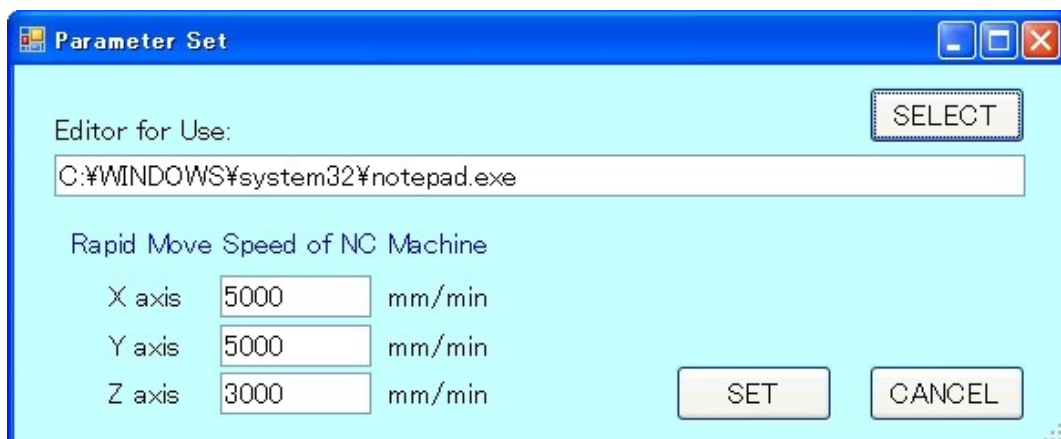 Parameter Set
SELECT
Editor for Use:
C:¥WINDOWS¥system32¥notepad.exe
Rapid Move Speed of NC Machine
X axis 5000 mm/min
Y axis 5000 mm/min
Z axis 3000 mm/min
SET CANCEL